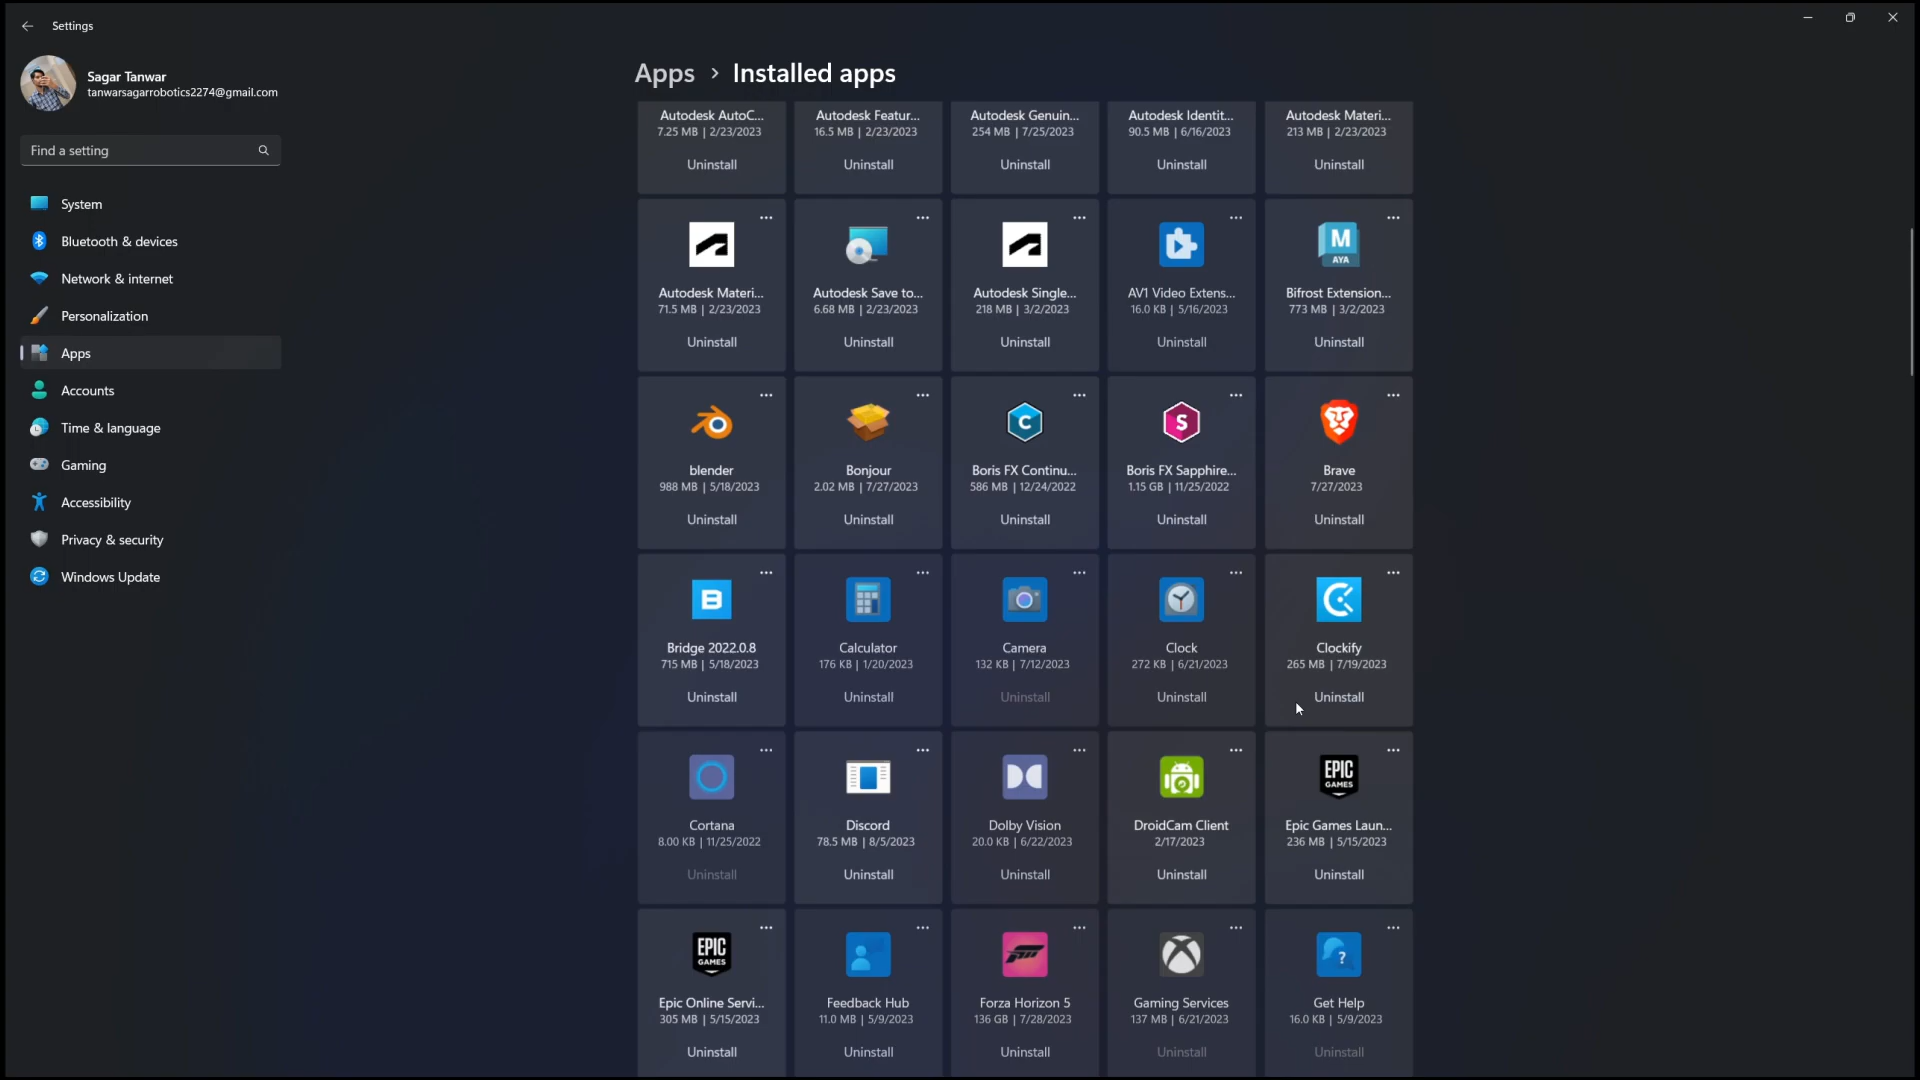 Settings
Sagar Tanwar
tanwarsagarrobotics2274@gmail.com
Find a setting
System
Bluetooth & devices
Network & internet
Personalization
Apps
Accounts
Time & language
Gaming
Accessibility
Privacy & security
Windows Update
Apps > Installed apps
Autodesk AutoC... Autodesk Featur... Autodesk Genuin... Autodesk Identit... Autodesk Materi...
7.25 MB | 2/23/2023 16.5 MB | 2/23/2023 254 MB | 7/25/2023 90.5 MB | 6/16/2023 213 MB | 2/23/2023
Uninstall Uninstall Uninstall Uninstall Uninstall
M
AYA
Autodesk Materi... Autodesk Save to... Autodesk Single... AV1 Video Extens... Bifrost Extension...
71.5 MB | 2/23/2023 6.68 MB | 2/23/2023 218 MB | 3/2/2023 16.0 KB | 5/16/2023 773 MB | 3/2/2023
Uninstall Uninstall Uninstall Uninstall Uninstall
C S
blender Bonjour Boris FX Continu... Boris FX Sapphire... Brave
988 MB | 5/18/2023 2.02 MB | 7/27/2023 586 MB | 12/24/2022 1.15 GB | 11/25/2022 7/27/2023
Uninstall Uninstall Uninstall Uninstall Uninstall
B
Bridge 2022.0.8 Calculator Camera Clock Clockify
715 MB | 5/18/2023 176 KB | 1/20/2023 132 KB | 7/12/2023 272 KB | 6/21/2023 265 MB | 7/19/2023
Uninstall Uninstall Uninstall Uninstall Uninstall
EPIC
GAMES
Cortana Discord Dolby Vision DroidCam Client Epic Games Laun...
8.00 KB | 11/25/2022 78.5 MB | 8/5/2023 20.0 KB | 6/22/2023 2/17/2023 236 MB | 5/15/2023
Uninstall Uninstall Uninstall Uninstall Uninstall
EPIC
GAMES
?
Epic Online Servi... Feedback Hub Forza Horizon 5 Gaming Services Get Help
305 MB | 5/15/2023 11.0 MB | 5/9/2023 136 GB | 7/28/2023 137 MB | 6/21/2023 16.0 KB | 5/9/2023
Uninstall Uninstall Uninstall Uninstall Uninstall